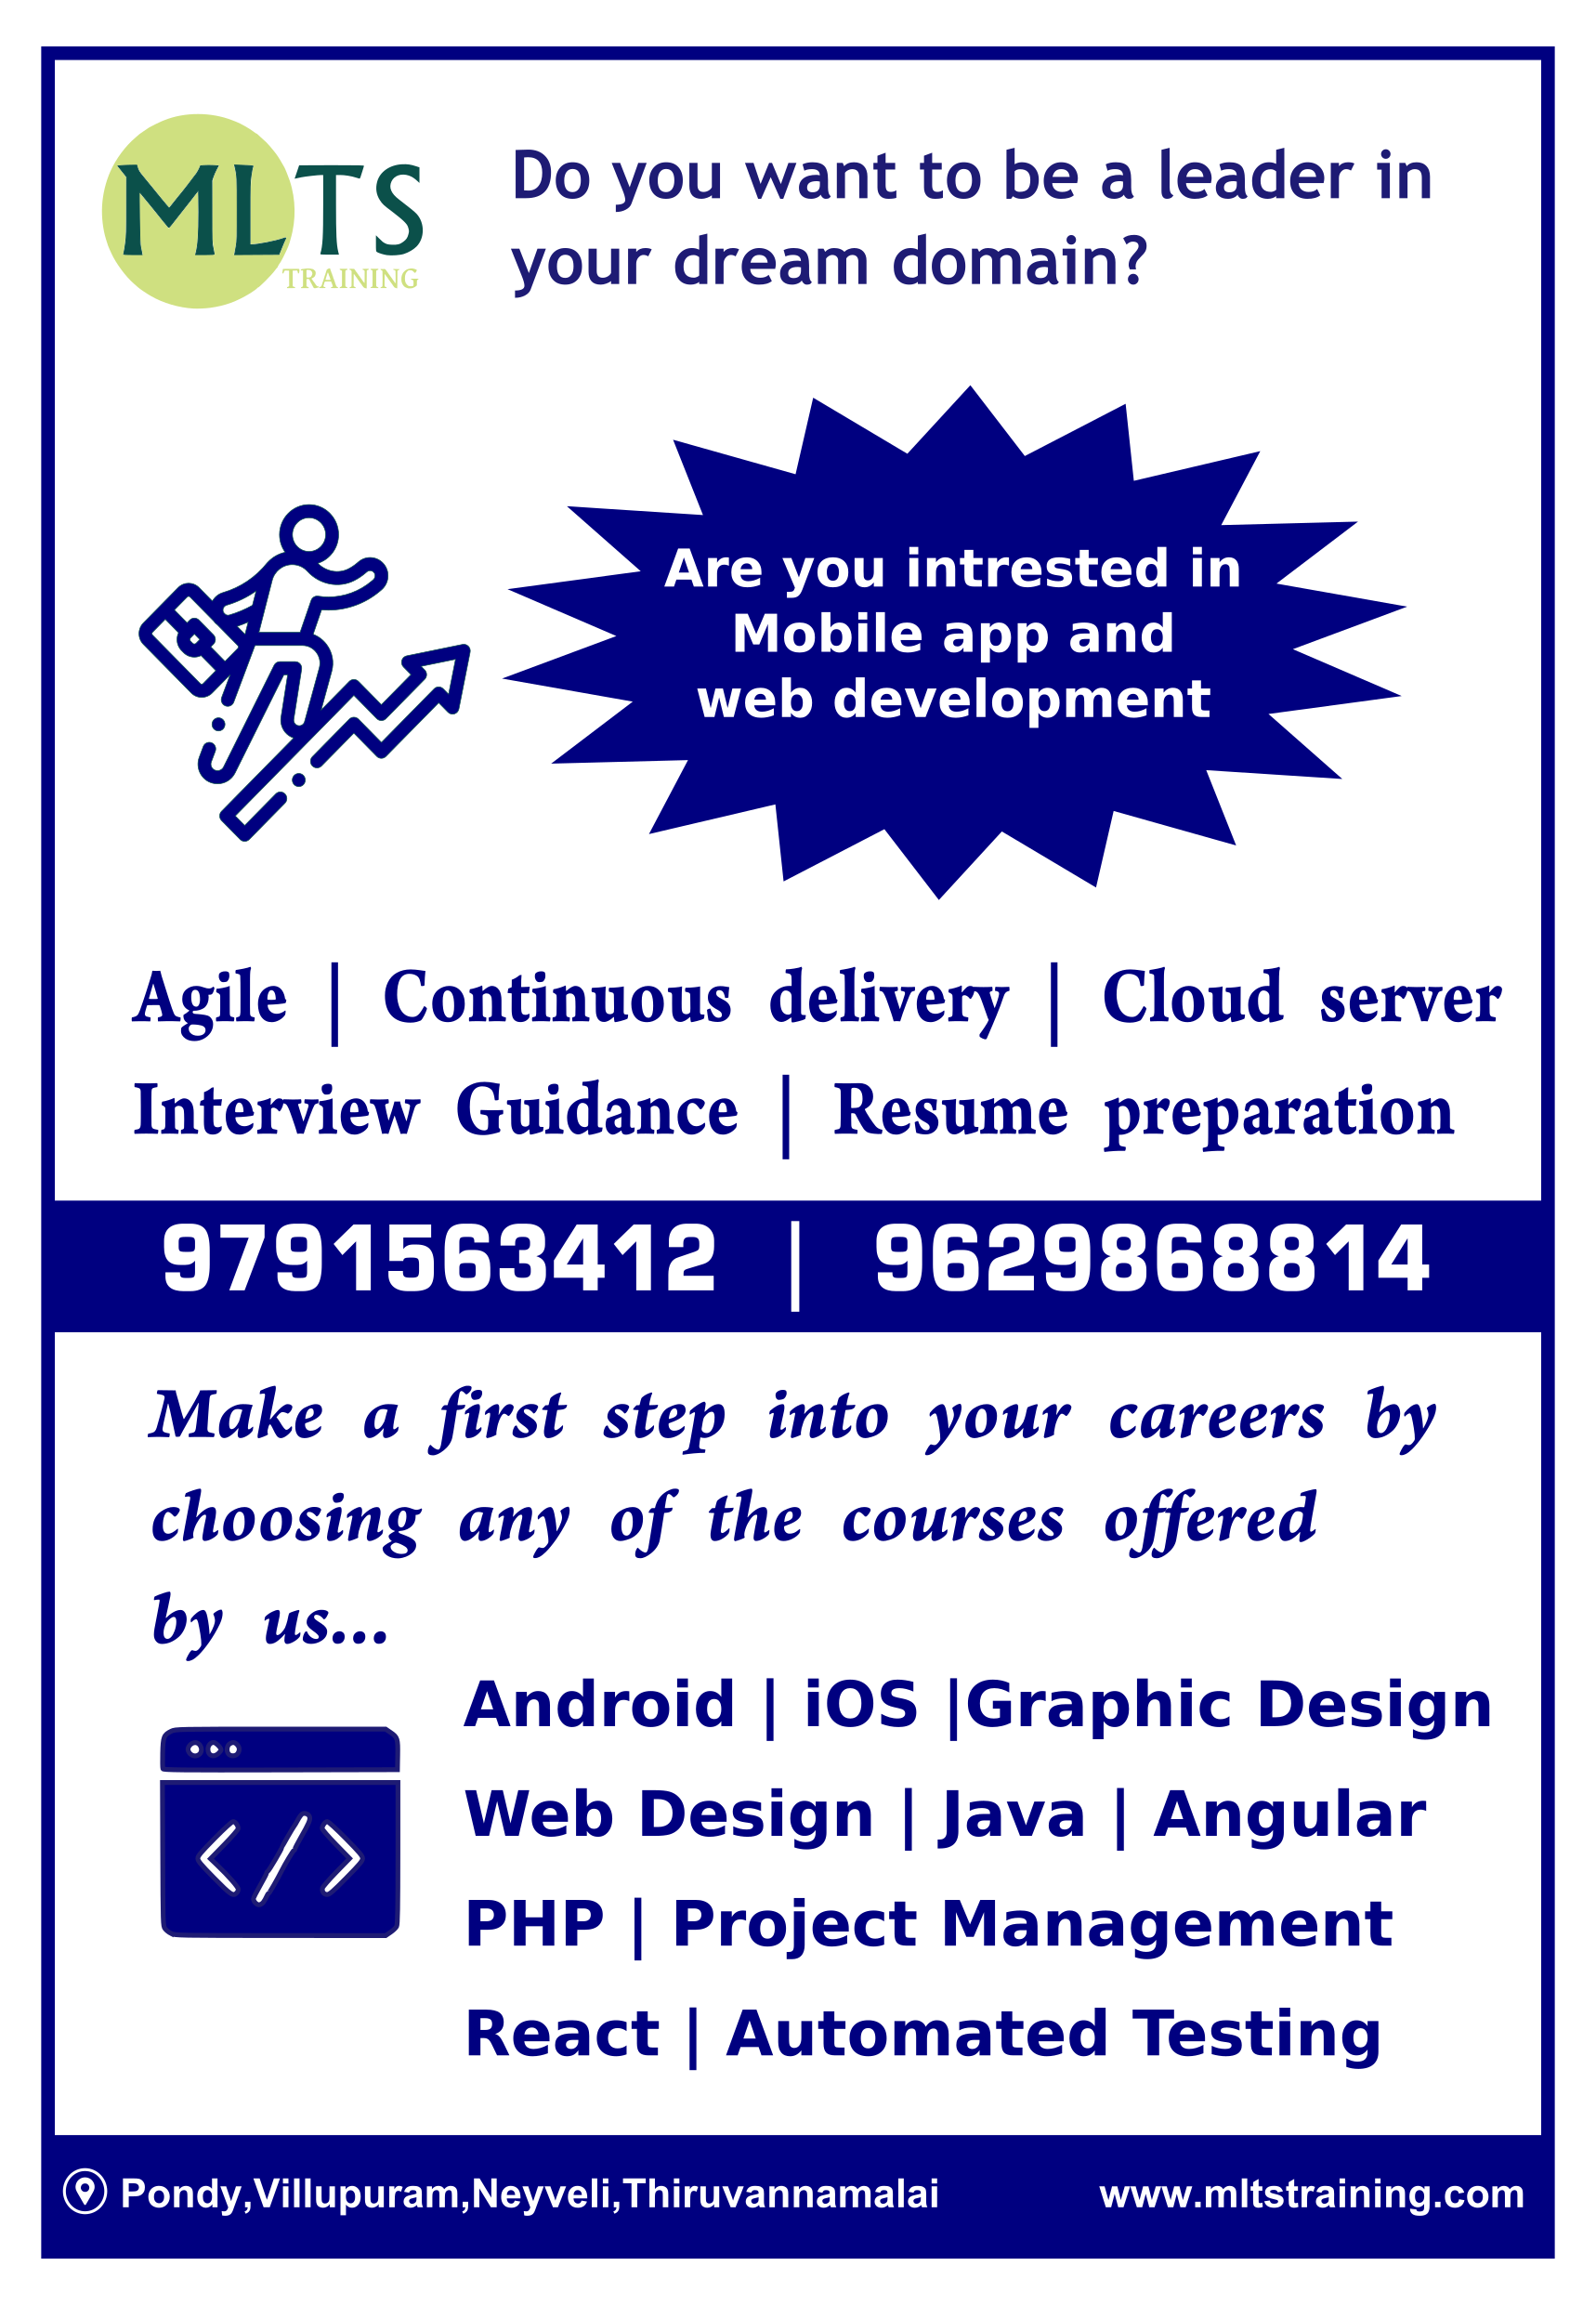 MLTS
TRAINING
Do you want to be a leader in
your dream domain?
Are you intrested in
Mobile app and
web development
Agile | Continuous delivery | Cloud server
Interview Guidance | Resume preparation
9791563412 | 9629868814
Make a first step into your careers by
choosing any of the courses offered
by us...
Android | iOS |Graphic Design
Web Design | Java | Angular
PHP | Project Management
React | Automated Testing
Pondy,Villupuram,Neyveli,Thiruvannamalai
www.mltstraining.com